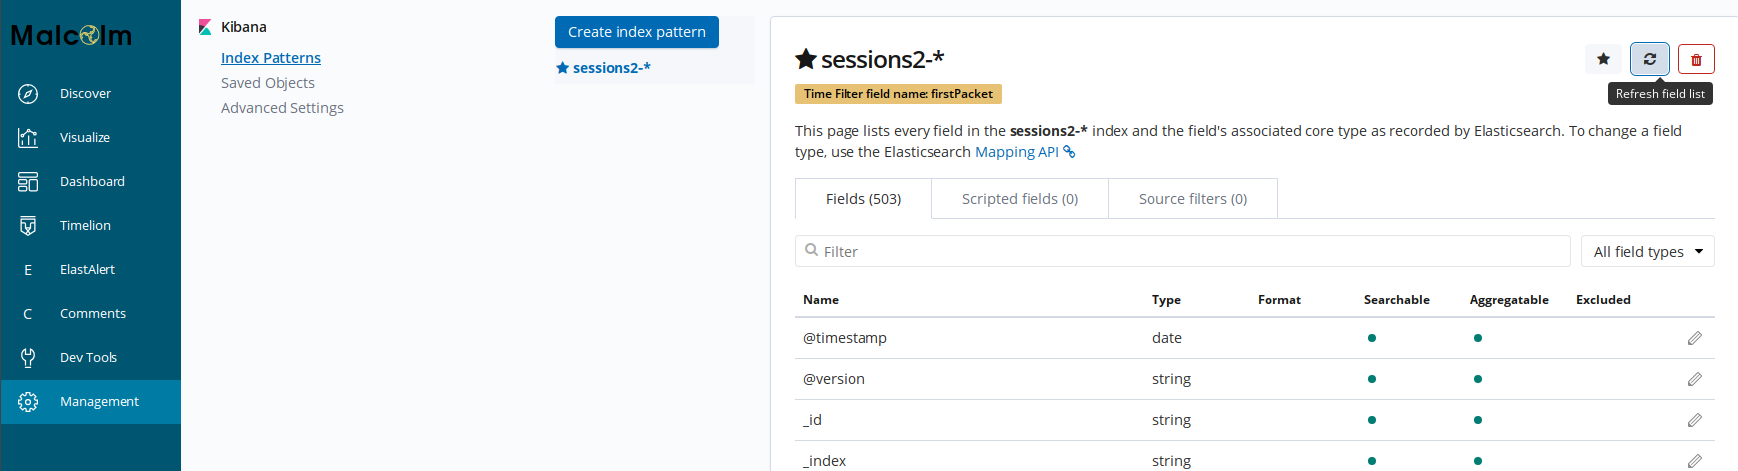 Malcolm
Discover
Visualize
Dashboard
Timelion
E ElastAlert
C Comments
Dev Tools
Management
Kibana
Index Patterns
Saved Objects
Advanced Settings
Create index pattern
sessions2-*
sessions2-*
Refresh field list
Time Filter field name: firstPacket
This page lists every field in the sessions2-* index and the field's associated core type as recorded by Elasticsearch. To change a field
type, use the Elasticsearch Mapping API
Fields (503) Scripted fields (0) Source filters (0)
Filter All field types
Name Type Format Searchable Aggregatable Excluded
@timestamp date
@version string
_id string
_index string